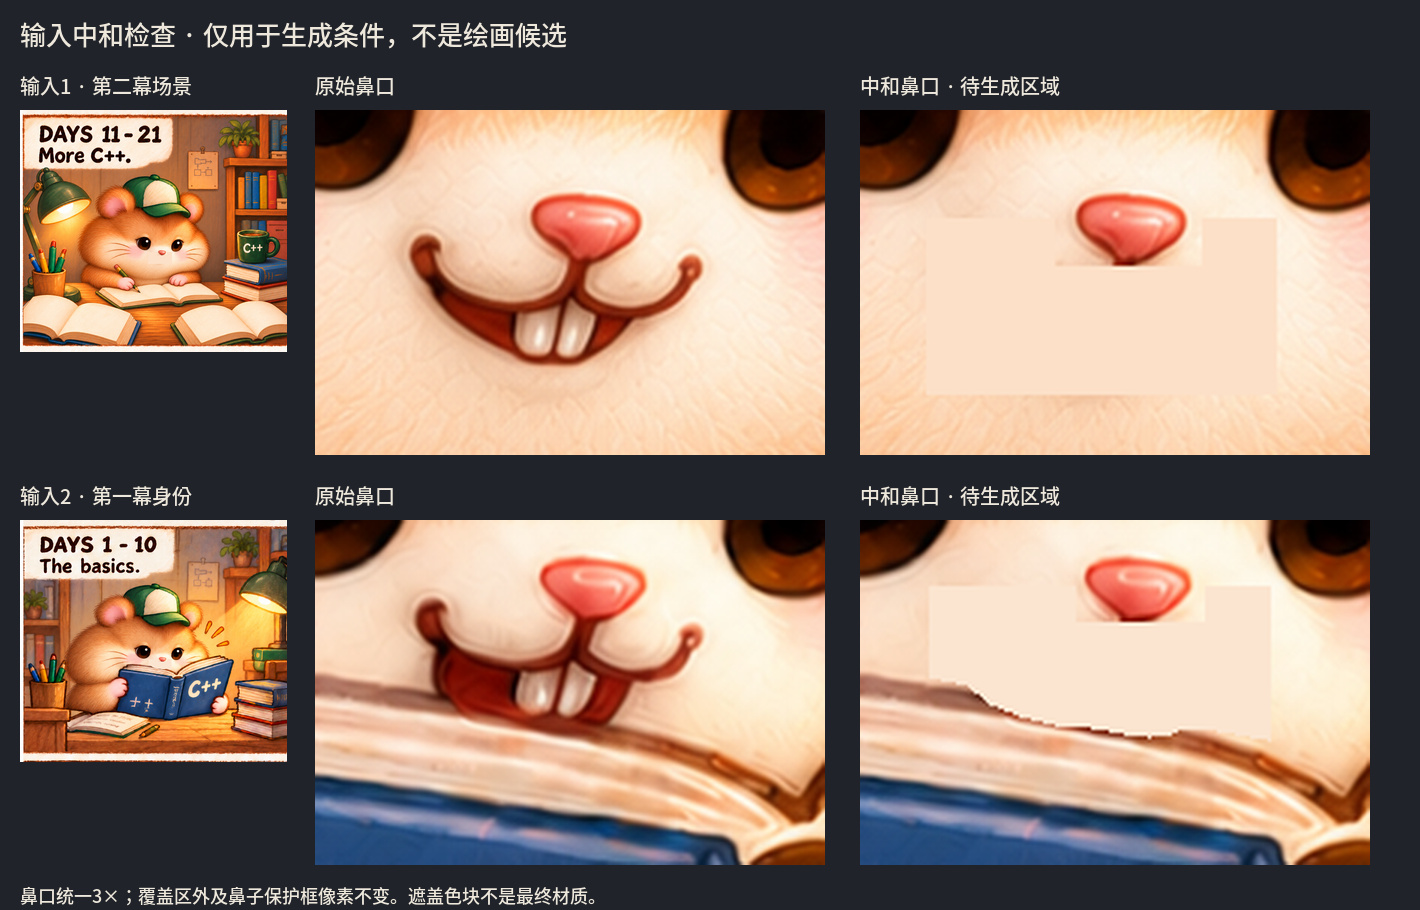 输入中和检查 · 仅用于生成条件，不是绘画候选
输入1 · 第二幕场景
原始鼻口
中和鼻口 · 待生成区域
DAYS 11-21
More C++.
C++
输入2 · 第一幕身份
原始鼻口
中和鼻口 · 待生成区域
DAYS 1 - 10
The basics.
C++
鼻口统一3×；覆盖区外及鼻子保护框像素不变。遮盖色块不是最终材质。